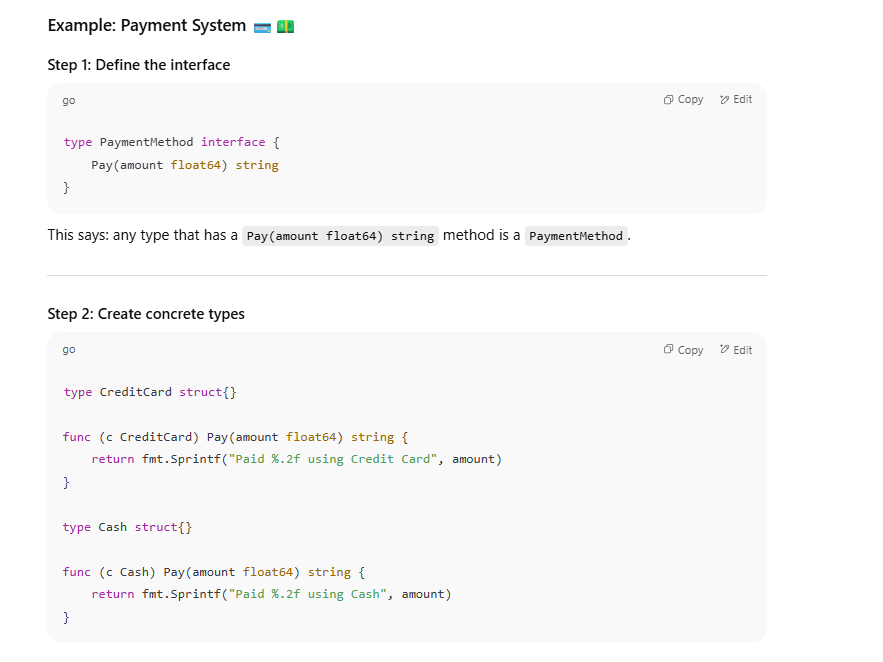 Example: Payment System 💳 💵
Step 1: Define the interface
go Copy Edit
type PaymentMethod interface {
    Pay(amount float64) string
}
This says: any type that has a Pay(amount float64) string method is a PaymentMethod.
Step 2: Create concrete types
go Copy Edit
type CreditCard struct{}
func (c CreditCard) Pay(amount float64) string {
    return fmt.Sprintf("Paid %.2f using Credit Card", amount)
}
type Cash struct{}
func (c Cash) Pay(amount float64) string {
    return fmt.Sprintf("Paid %.2f using Cash", amount)
}